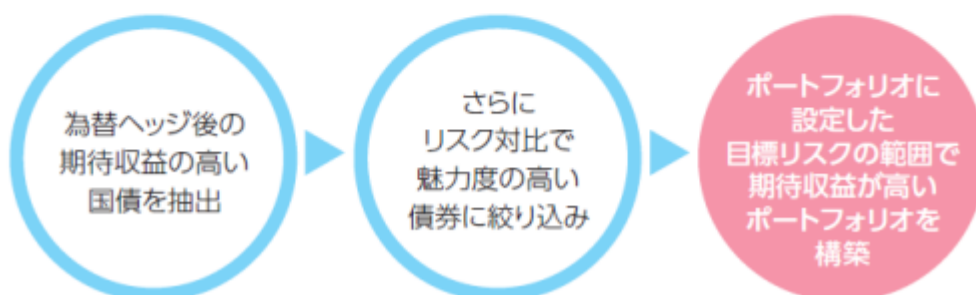 為替ヘッジ後の
期待収益の高い
国債を抽出
さらに
リスク対比で
魅力度の高い
債券に絞り込み
ポートフォリオに
設定した
目標リスクの範囲で
期待収益が高い
ポートフォリオを
構築